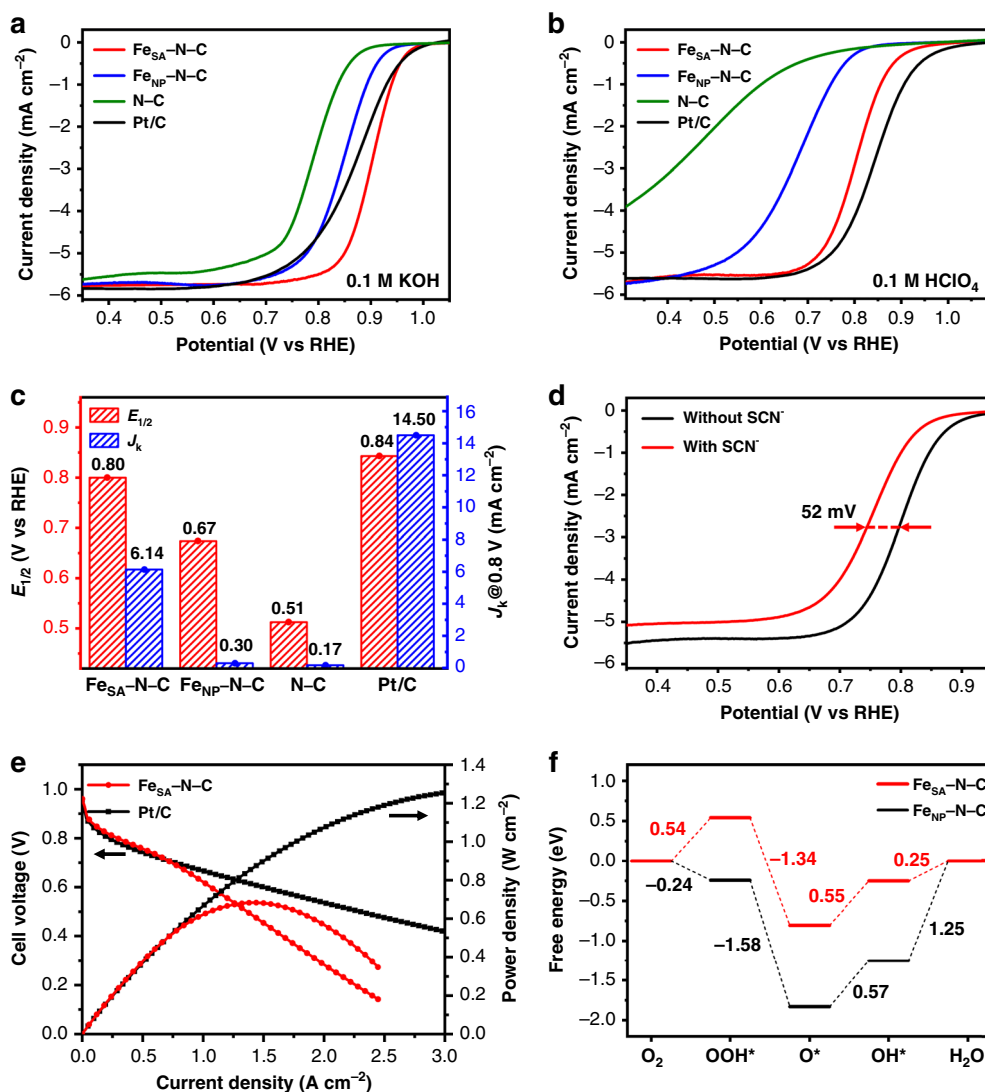 a
Fe_SA–N–C
Fe_NP–N–C
N–C
Pt/C
0.1 M KOH
0
−1
−2
−3
−4
−5
−6
0.4 0.5 0.6 0.7 0.8 0.9 1.0
Current density (mA cm⁻²)
Potential (V vs RHE)
b
Fe_SA–N–C
Fe_NP–N–C
N–C
Pt/C
0.1 M HClO₄
0
−1
−2
−3
−4
−5
−6
0.4 0.5 0.6 0.7 0.8 0.9 1.0
Current density (mA cm⁻²)
Potential (V vs RHE)
c
E₁/₂
J_k
0.80
6.14
0.67
0.30
0.51
0.17
0.84
14.50
0.9
0.8
0.7
0.6
0.5
E₁/₂ (V vs RHE)
16
14
12
10
8
6
4
2
0
J_k@0.8 V (mA cm⁻²)
Fe_SA–N–C Fe_NP–N–C N–C Pt/C
d
Without SCN⁻
With SCN⁻
52 mV
0
−1
−2
−3
−4
−5
−6
0.4 0.5 0.6 0.7 0.8 0.9
Current density (mA cm⁻²)
Potential (V vs RHE)
e
Fe_SA–N–C
Pt/C
1.0
0.8
0.6
0.4
0.2
0.0
Cell voltage (V)
1.4
1.2
1.0
0.8
0.6
0.4
0.2
0.0
Power density (W cm⁻²)
0.0 0.5 1.0 1.5 2.0 2.5 3.0
Current density (A cm⁻²)
f
Fe_SA–N–C
Fe_NP–N–C
0.54
−1.34
0.55
0.25
−0.24
−1.58
0.57
1.25
1.0
0.5
0.0
−0.5
−1.0
−1.5
−2.0
Free energy (eV)
O₂ OOH* O* OH* H₂O